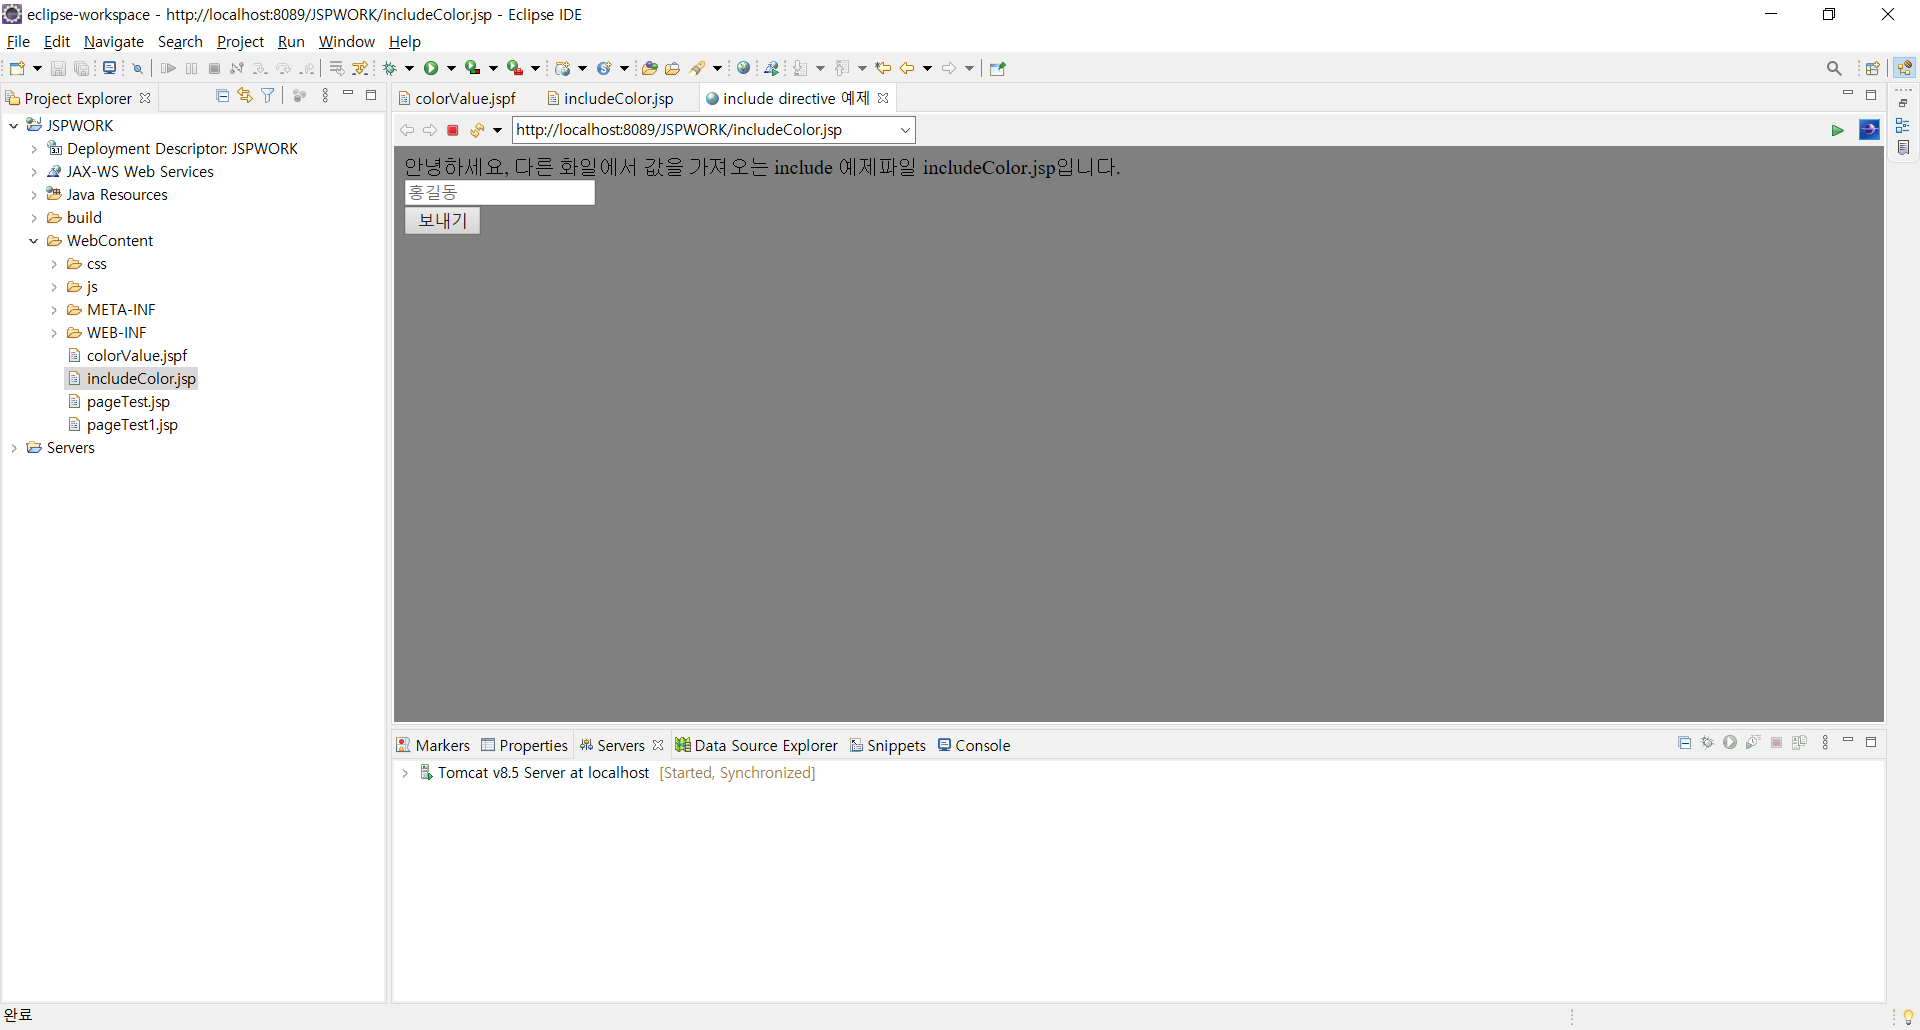 eclipse-workspace - http://localhost:8089/JSPWORK/includeColor.jsp - Eclipse IDE
File Edit Navigate Search Project Run Window Help
Project Explorer
JSPWORK
Deployment Descriptor: JSPWORK
JAX-WS Web Services
Java Resources
build
WebContent
css
js
META-INF
WEB-INF
colorValue.jspf
includeColor.jsp
pageTest.jsp
pageTest1.jsp
Servers
colorValue.jspf includeColor.jsp include directive 예제
http://localhost:8089/JSPWORK/includeColor.jsp
안녕하세요, 다른 화일에서 값을 가져오는 include 예제파일 includeColor.jsp입니다.
홍길동
보내기
Markers Properties Servers Data Source Explorer Snippets Console
Tomcat v8.5 Server at localhost [Started, Synchronized]
완료